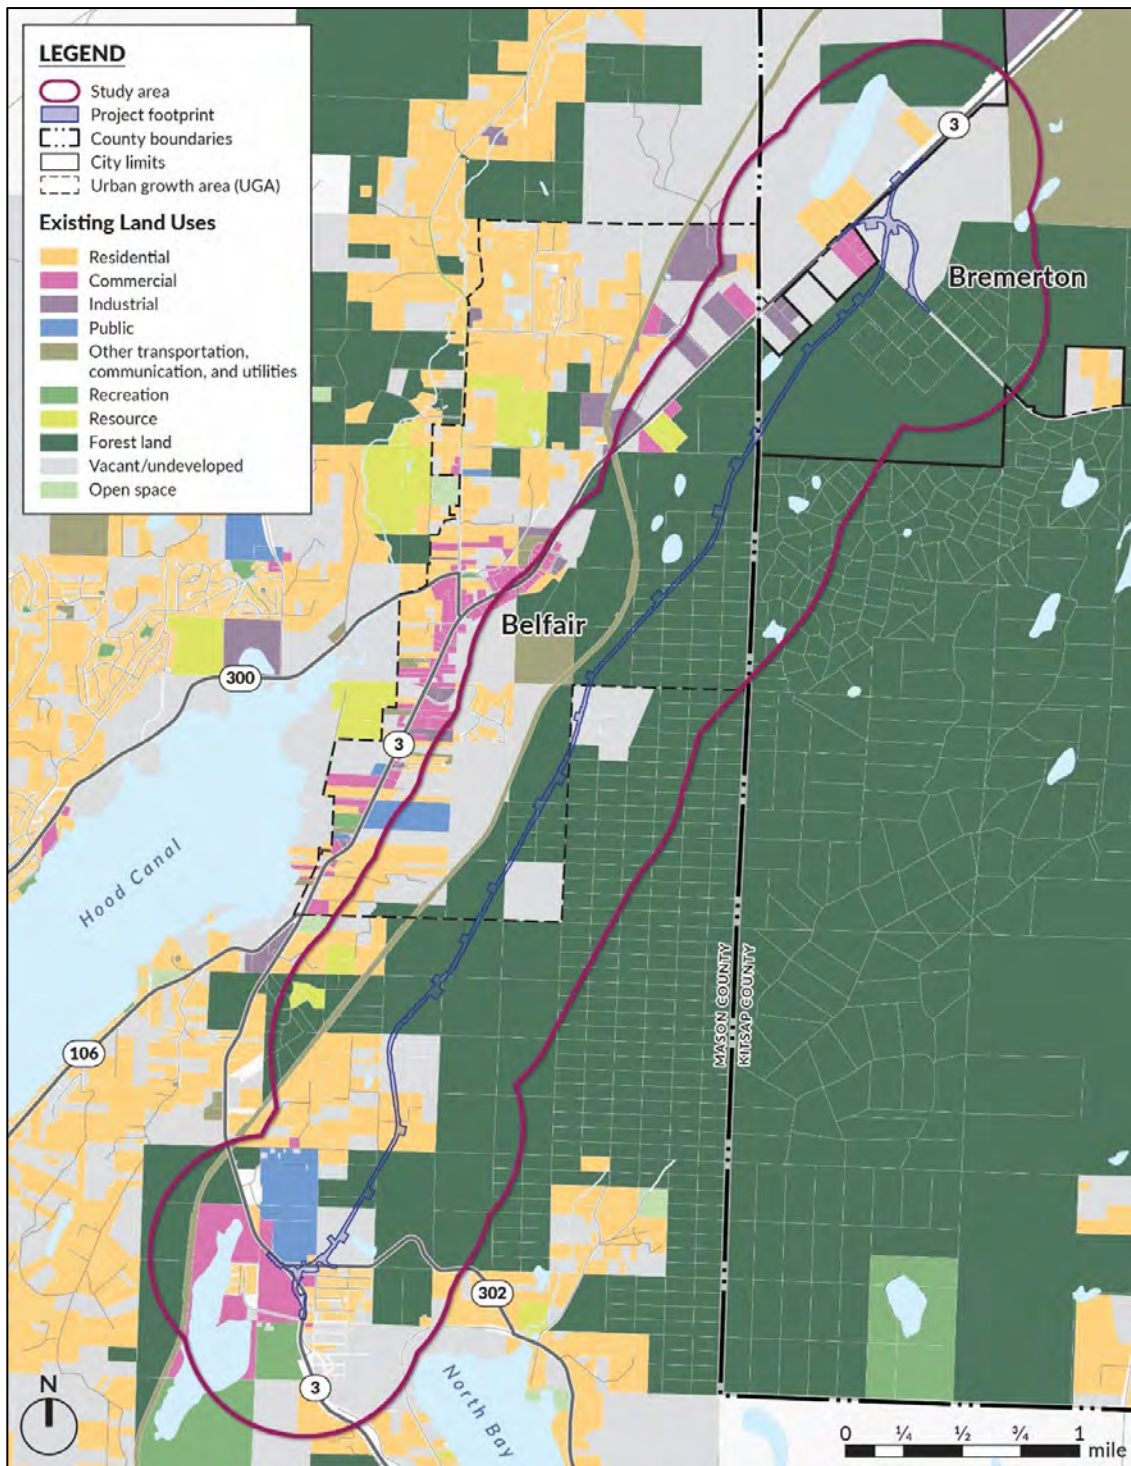 LEGEND
Study area
Project footprint
County boundaries
City limits
Urban growth area (UGA)
Existing Land Uses
Residential
Commercial
Industrial
Public
Other transportation,
communication, and utilities
Recreation
Resource
Forest land
Vacant/undeveloped
Open space
3
Bremerton
Belfair
300
3
Hood Canal
MASON COUNTY
KITSAP COUNTY
106
302
3
North Bay
N
0 ¼ ½ ¾ 1
mile